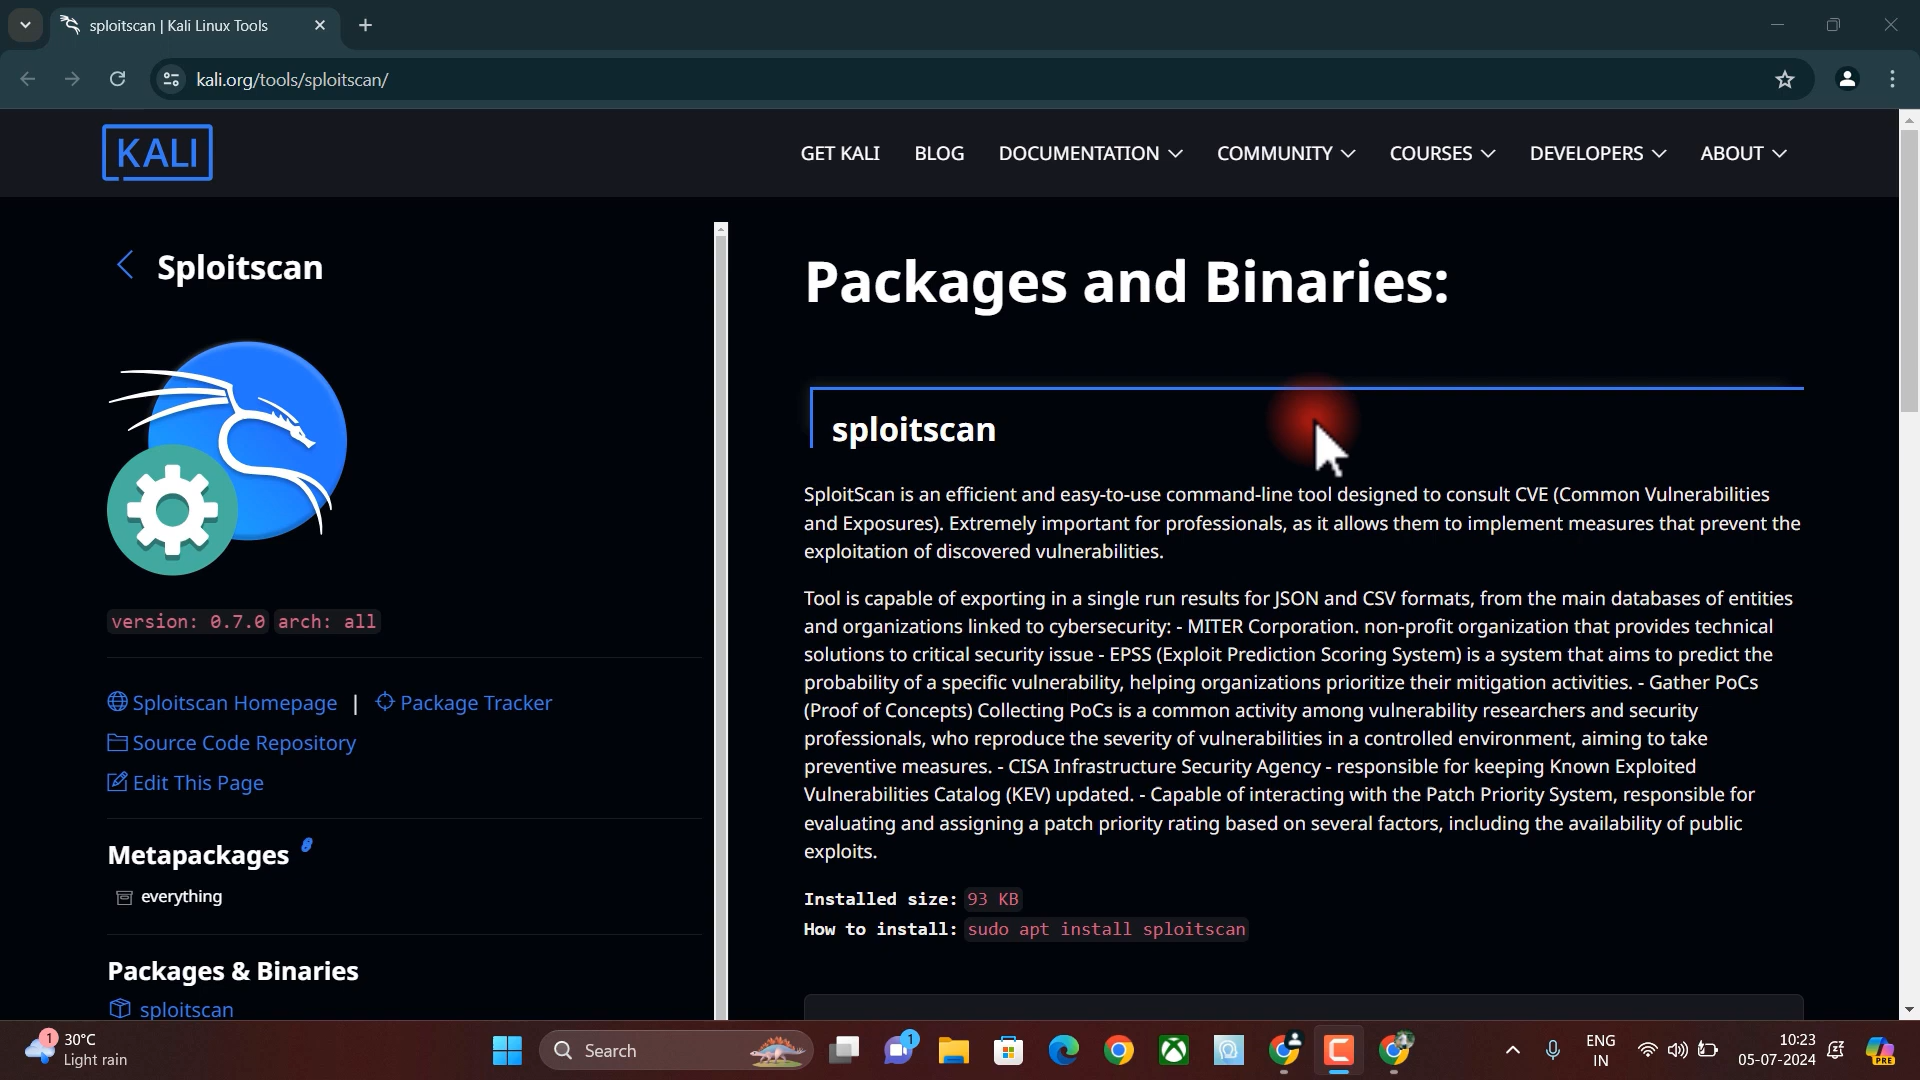 sploitscan | Kali Linux Tools
kali.org/tools/sploitscan/
KALI
GET KALI BLOG DOCUMENTATION COMMUNITY COURSES DEVELOPERS ABOUT
Sploitscan
version: 0.7.0 arch: all
Sploitscan Homepage | Package Tracker
Source Code Repository
Edit This Page
Metapackages
everything
Packages & Binaries
sploitscan
Packages and Binaries:
sploitscan
SploitScan is an efficient and easy-to-use command-line tool designed to consult CVE (Common Vulnerabilities
and Exposures). Extremely important for professionals, as it allows them to implement measures that prevent the
exploitation of discovered vulnerabilities.
Tool is capable of exporting in a single run results for JSON and CSV formats, from the main databases of entities
and organizations linked to cybersecurity: - MITER Corporation. non-profit organization that provides technical
solutions to critical security issue - EPSS (Exploit Prediction Scoring System) is a system that aims to predict the
probability of a specific vulnerability, helping organizations prioritize their mitigation activities. - Gather PoCs
(Proof of Concepts) Collecting PoCs is a common activity among vulnerability researchers and security
professionals, who reproduce the severity of vulnerabilities in a controlled environment, aiming to take
preventive measures. - CISA Infrastructure Security Agency - responsible for keeping Known Exploited
Vulnerabilities Catalog (KEV) updated. - Capable of interacting with the Patch Priority System, responsible for
evaluating and assigning a patch priority rating based on several factors, including the availability of public
exploits.
Installed size: 93 KB
How to install: sudo apt install sploitscan
1
30°C
Light rain
Search
1
ENG
IN
10:23
05-07-2024
PRE